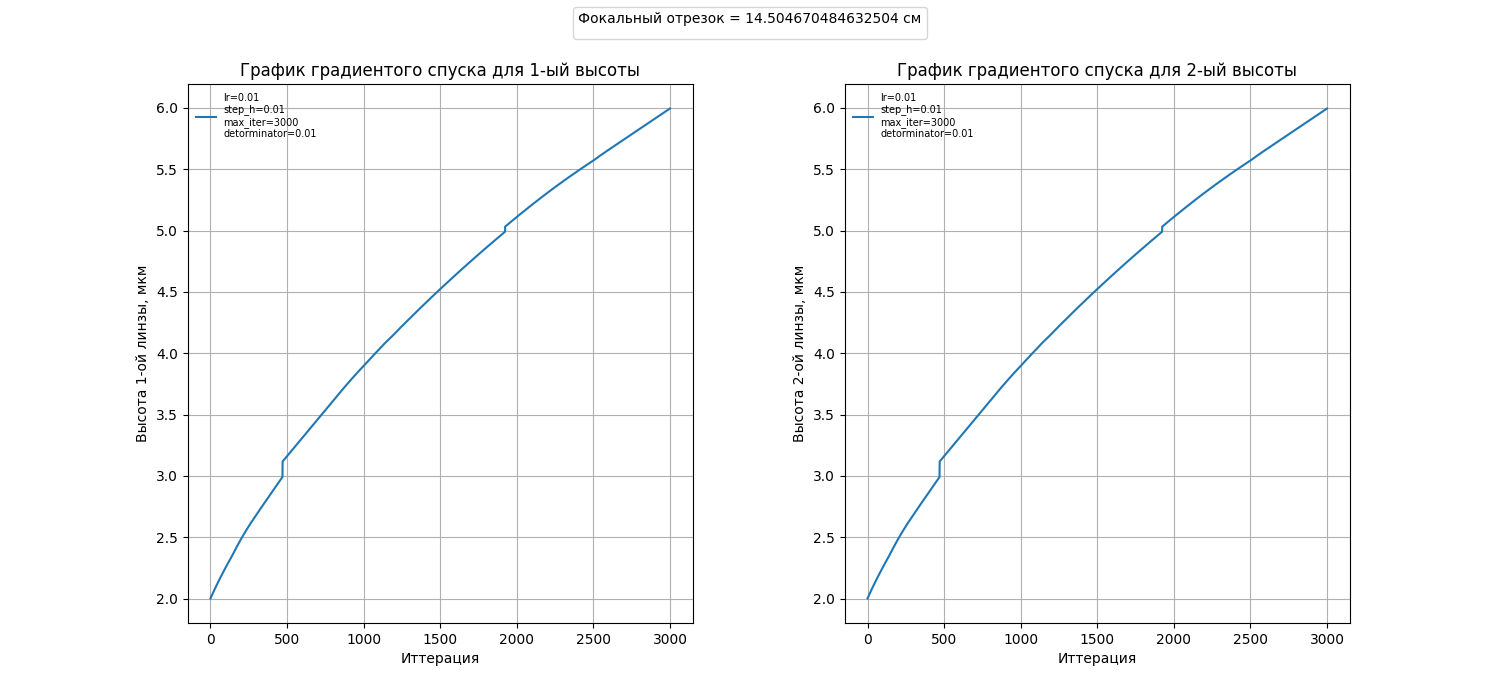 Фокальный отрезок = 14.504670484632504 см
График градиентого спуска для 1-ый высоты
lr=0.01
step_h=0.01
max_iter=3000
detorminator=0.01
6.0
5.5
5.0
4.5
4.0
3.5
3.0
2.5
2.0
Высота 1-ой линзы, мкм
0 500 1000 1500 2000 2500 3000
Иттерация
График градиентого спуска для 2-ый высоты
lr=0.01
step_h=0.01
max_iter=3000
detorminator=0.01
6.0
5.5
5.0
4.5
4.0
3.5
3.0
2.5
2.0
Высота 2-ой линзы, мкм
0 500 1000 1500 2000 2500 3000
Иттерация